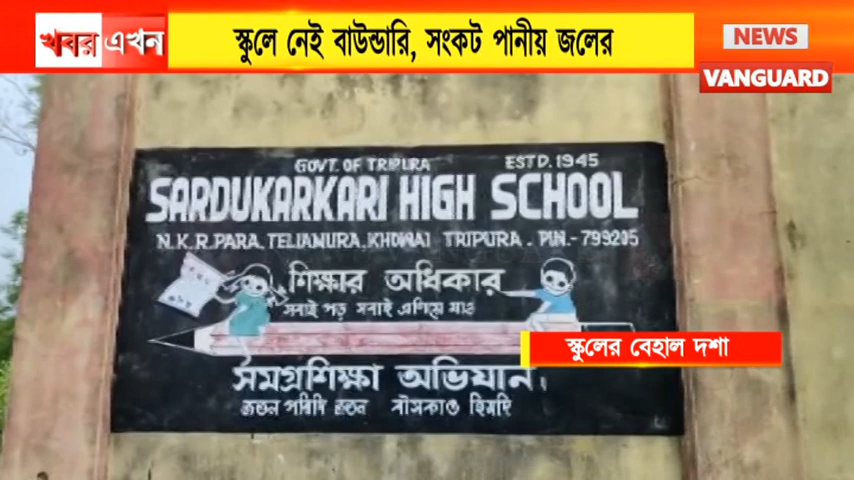 খবর এখন
স্কুলে নেই বাউন্ডারি, সংকট পানীয় জলের
NEWS
VANGUARD
GOVT. OF TRIPURA ESTD. 1945
SARDUKARKARI HIGH SCHOOL
N.K.R.PARA, TELIAMURA, KHOWAI TRIPURA. PIN.-799205
শিক্ষার অধিকার
সবাই পড় সবাই এগিয়ে যাও
স্কুলের বেহাল দশা
সমগ্রশিক্ষা অভিযান।